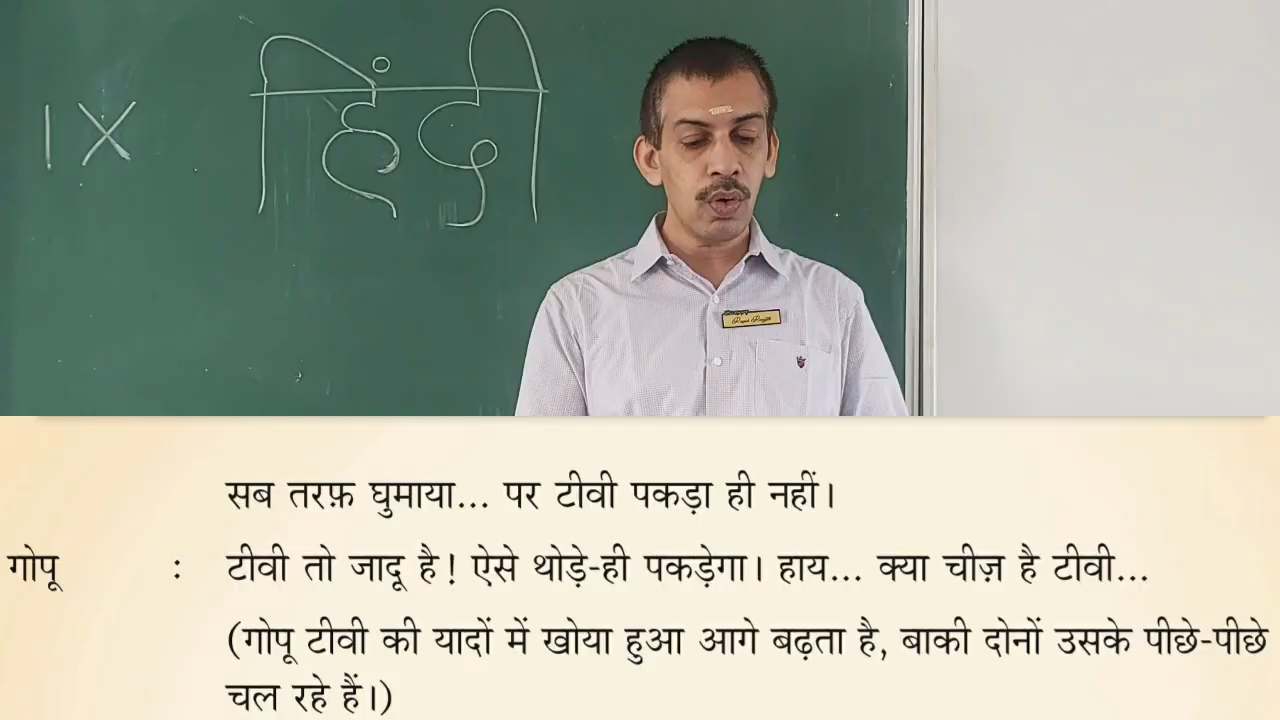 IX हिंदी
सब तरफ़ घुमाया... पर टीवी पकड़ा ही नहीं।
गोपू : टीवी तो जादू है! ऐसे थोड़े-ही पकड़ेगा। हाय... क्या चीज़ है टीवी...
(गोपू टीवी की यादों में खोया हुआ आगे बढ़ता है, बाकी दोनों उसके पीछे-पीछे
चल रहे हैं।)